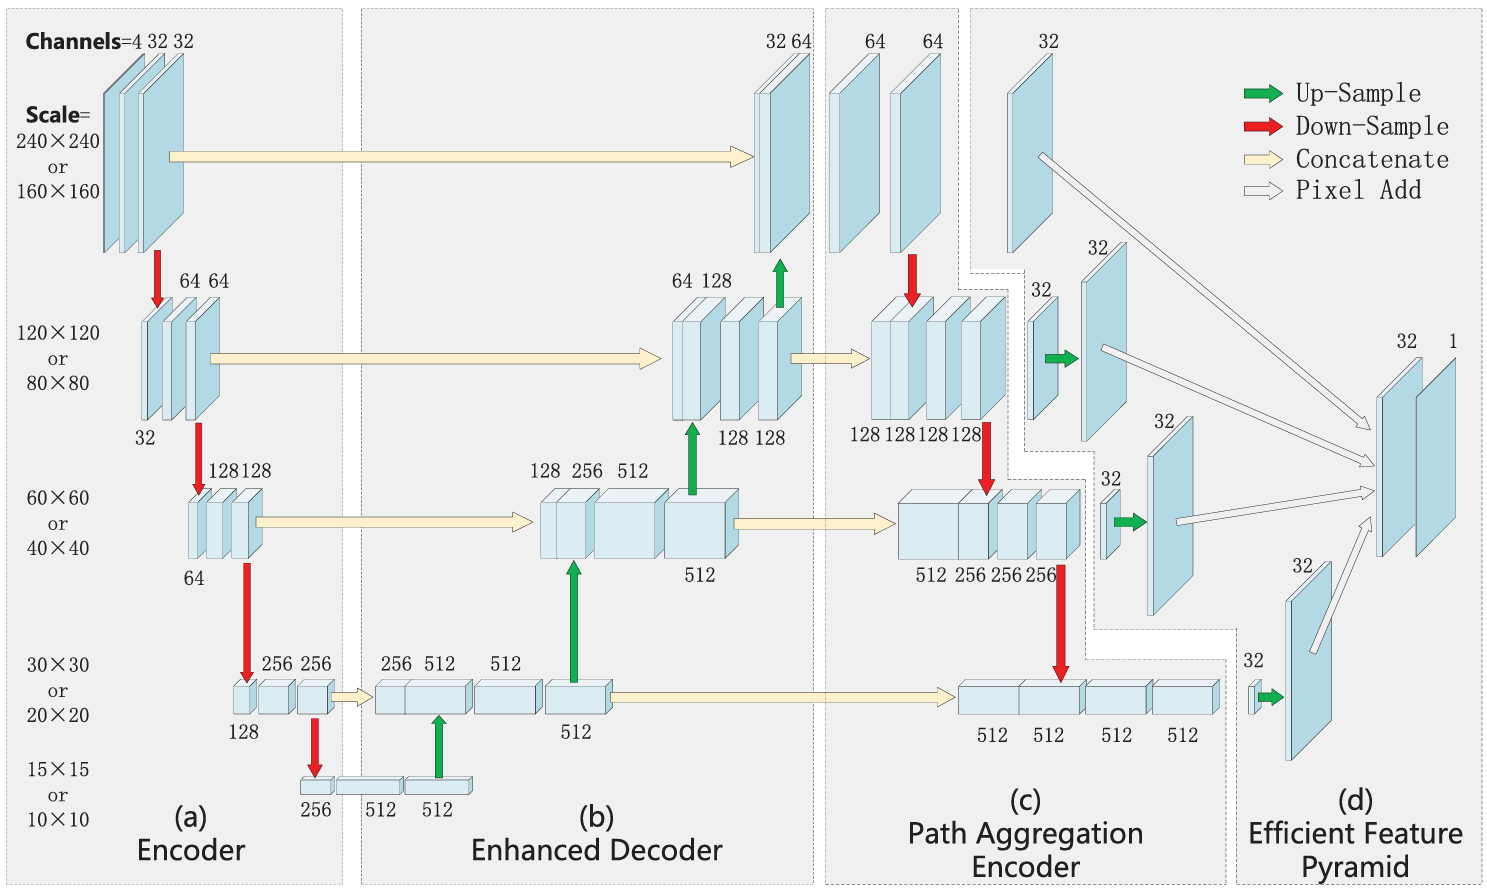 Channels=4 32 32
32 64
64
64
32
Scale=
240×240
or
160×160
Up-Sample
Down-Sample
Concatenate
Pixel Add
64 64
64 128
32
32
120×120
or
80×80
32
1
32
128 128
128 128 128 128
128 128
128 256 512
32
32
60×60
or
40×40
64
512
512 256 256 256
32
30×30
or
20×20
256 256
256 512 512
32
128
512
512 512 512 512
15×15
or
10×10
256 512 512
(a)
Encoder
(b)
Enhanced Decoder
(c)
Path Aggregation
Encoder
(d)
Efficient Feature
Pyramid